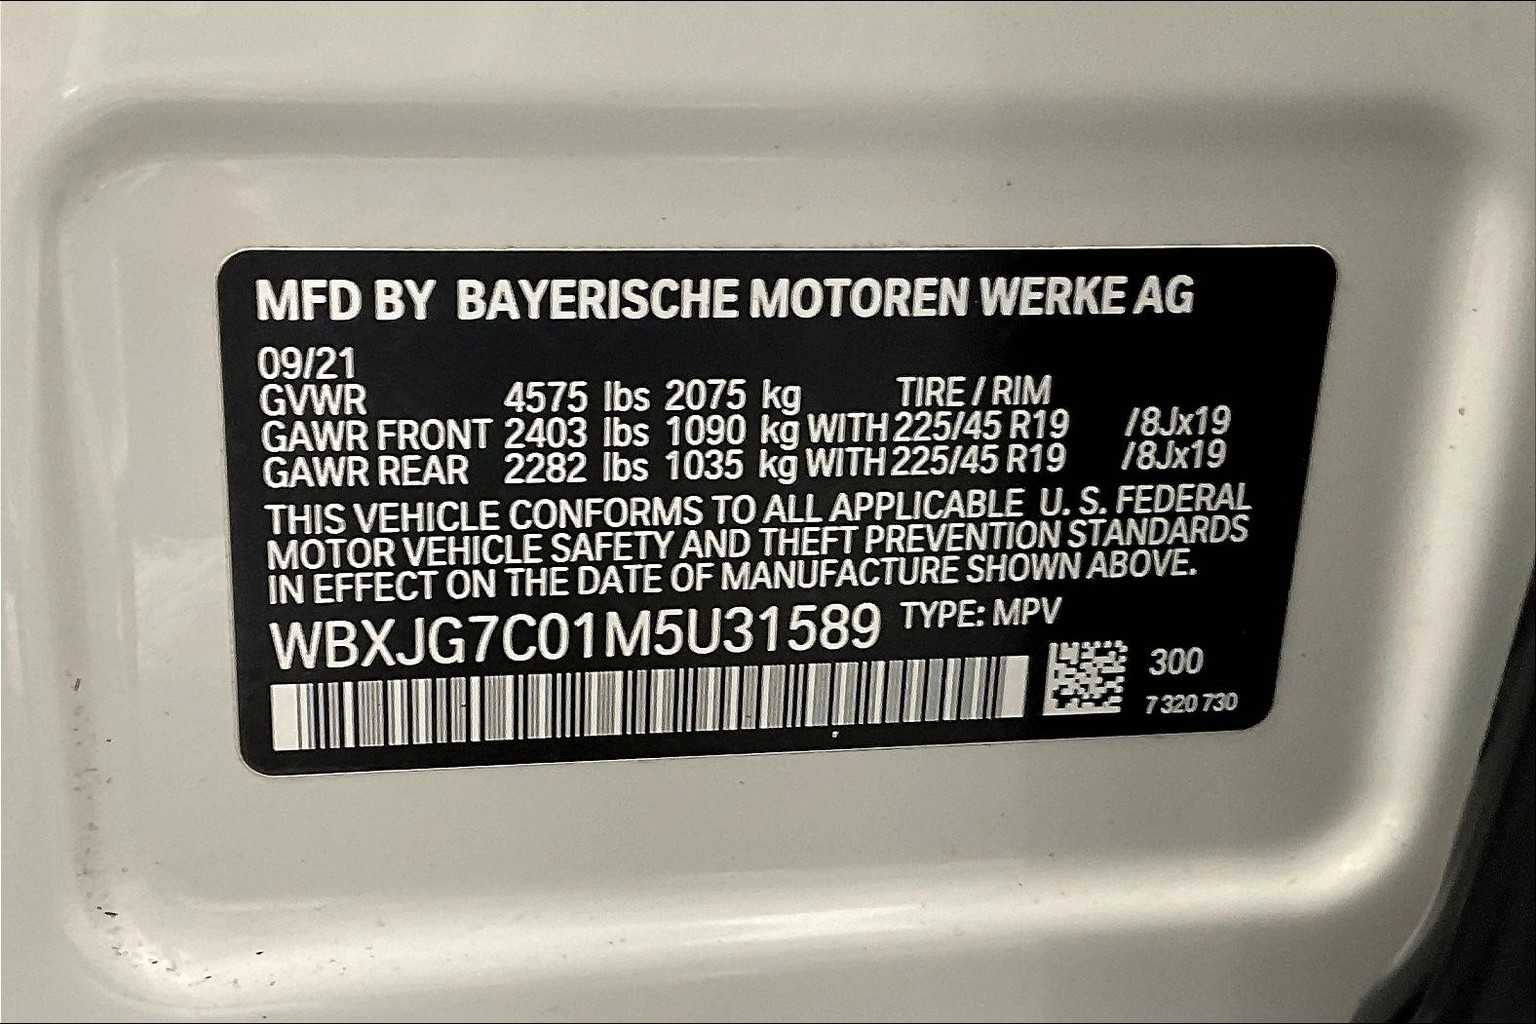 MFD BY BAYERISCHE MOTOREN WERKE AG
09/21
GVWR 4575 lbs 2075 kg TIRE / RIM
GAWR FRONT 2403 lbs 1090 kg WITH 225/45 R19 /8Jx19
GAWR REAR 2282 lbs 1035 kg WITH 225/45 R19 /8Jx19
THIS VEHICLE CONFORMS TO ALL APPLICABLE U. S. FEDERAL
MOTOR VEHICLE SAFETY AND THEFT PREVENTION STANDARDS
IN EFFECT ON THE DATE OF MANUFACTURE SHOWN ABOVE.
WBXJG7C01M5U31589 TYPE: MPV
300
7 320 730